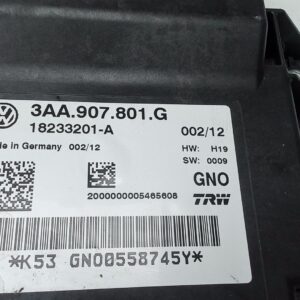 3AA.907.801.G
18233201-A 002/12
de in Germany 002/12 HW: H19
SW: 0009
GNO
2000000005465608 TRW
*K53 GNO0558745Y*